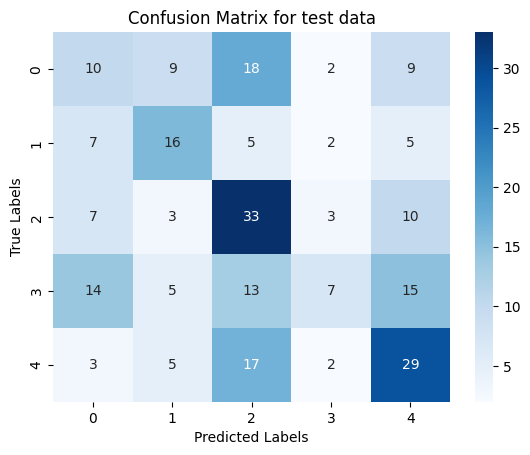 Confusion Matrix for test data
True Labels
0 10 9 18 2 9
1 7 16 5 2 5
2 7 3 33 3 10
3 14 5 13 7 15
4 3 5 17 2 29
0 1 2 3 4
Predicted Labels
30
25
20
15
10
5